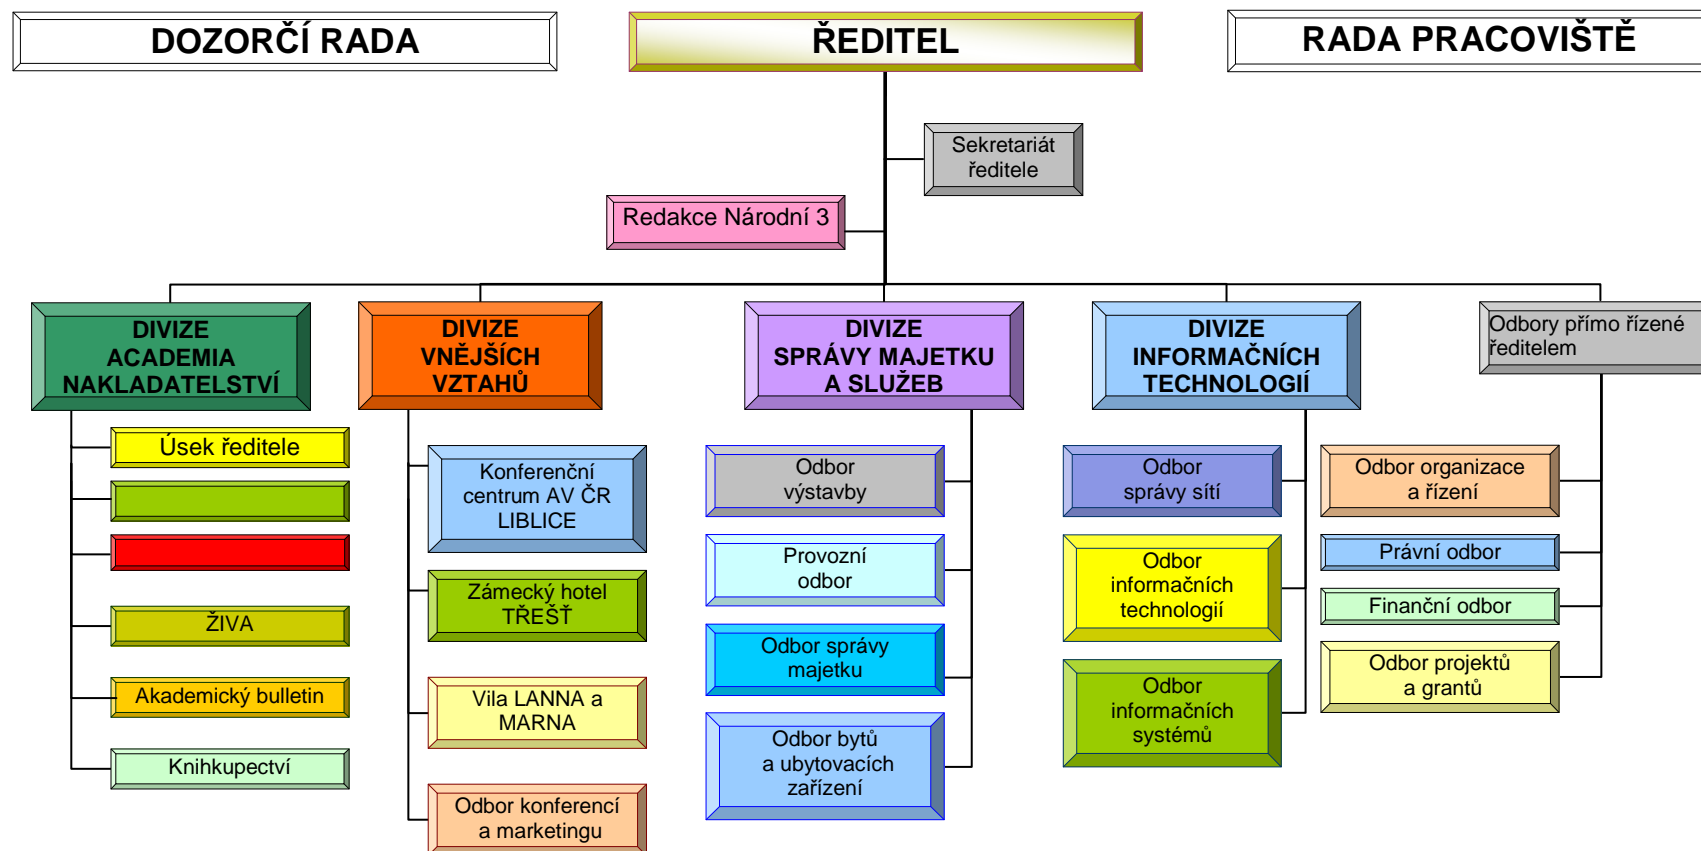 DOZORČÍ RADA
ŘEDITEL
RADA PRACOVIŠTĚ
Sekretariát
ředitele
Redakce Národní 3
DIVIZE
ACADEMIA
NAKLADATELSTVÍ
DIVIZE
VNĚJŠÍCH
VZTAHŮ
DIVIZE
SPRÁVY MAJETKU
A SLUŽEB
DIVIZE
INFORMAČNÍCH
TECHNOLOGIÍ
Odbory přímo řízené
ředitelem
Úsek ředitele
ŽIVA
Akademický bulletin
Knihkupectví
Konferenční
centrum AV ČR
LIBLICE
Zámecký hotel
TŘEŠŤ
Vila LANNA a
MARNA
Odbor konferencí
a marketingu
Odbor
výstavby
Provozní
odbor
Odbor správy
majetku
Odbor bytů
a ubytovacích
zařízení
Odbor
správy sítí
Odbor
informačních
technologií
Odbor
informačních
systémů
Odbor organizace
a řízení
Právní odbor
Finanční odbor
Odbor projektů
a grantů